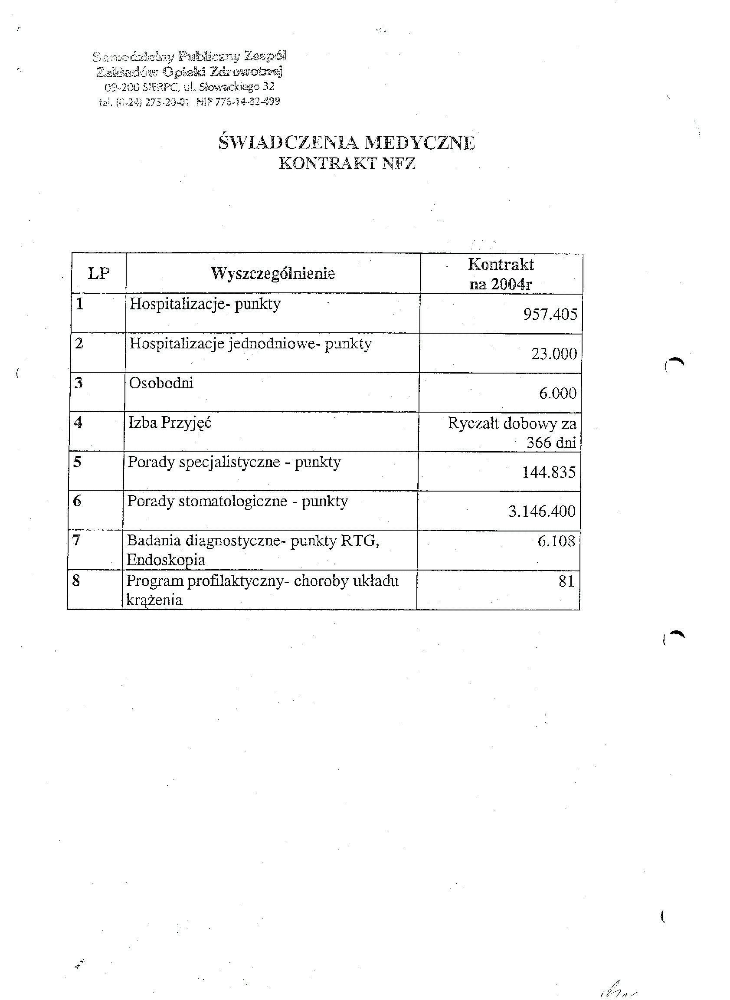 Samodzielny Publiczny Zespół
Zakładów Opieki Zdrowotnej
09-200 SIERPC, ul. Słowackiego 32
tel. (0-24) 275-20-01 NIP 776-14-82-499
ŚWIADCZENIA MEDYCZNE
KONTRAKT NFZ
LP
Wyszczególnienie
Kontrakt
na 2004r
1
Hospitalizacje- punkty
957.405
2
Hospitalizacje jednodniowe- punkty
23.000
3
Osobodni
6.000
4
Izba Przyjęć
Ryczałt dobowy za
366 dni
5
Porady specjalistyczne - punkty
144.835
6
Porady stomatologiczne - punkty
3.146.400
7
Badania diagnostyczne- punkty RTG,
Endoskopia
6.108
8
Program profilaktyczny- choroby układu
krążenia
81